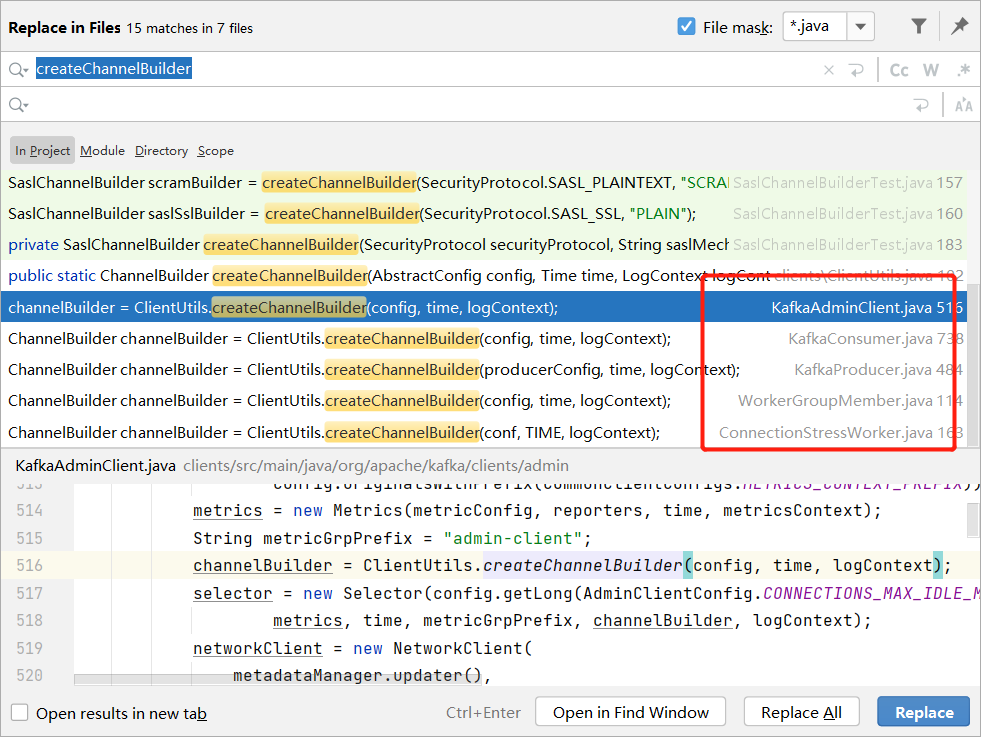 Replace in Files 15 matches in 7 files File mask: *.java
createChannelBuilder Cc W .*
In Project Module Directory Scope
SaslChannelBuilder scramBuilder = createChannelBuilder(SecurityProtocol.SASL_PLAINTEXT, "SCRA SaslChannelBuilderTest.java 157
SaslChannelBuilder saslSslBuilder = createChannelBuilder(SecurityProtocol.SASL_SSL, "PLAIN"); SaslChannelBuilderTest.java 160
private SaslChannelBuilder createChannelBuilder(SecurityProtocol securityProtocol, String saslMech SaslChannelBuilderTest.java 183
public static ChannelBuilder createChannelBuilder(AbstractConfig config, Time time, LogContext logCont clients\ClientUtils.java 102
channelBuilder = ClientUtils.createChannelBuilder(config, time, logContext); KafkaAdminClient.java 516
ChannelBuilder channelBuilder = ClientUtils.createChannelBuilder(config, time, logContext); KafkaConsumer.java 738
ChannelBuilder channelBuilder = ClientUtils.createChannelBuilder(producerConfig, time, logContext); KafkaProducer.java 484
ChannelBuilder channelBuilder = ClientUtils.createChannelBuilder(config, time, logContext); WorkerGroupMember.java 114
ChannelBuilder channelBuilder = ClientUtils.createChannelBuilder(conf, TIME, logContext); ConnectionStressWorker.java 163
KafkaAdminClient.java clients/src/main/java/org/apache/kafka/clients/admin
513 config.originalsWithPrefix(CommonClientConfigs.METRICS_CONTEXT_PREFIX))
514 metrics = new Metrics(metricConfig, reporters, time, metricsContext);
515 String metricGrpPrefix = "admin-client";
516 channelBuilder = ClientUtils.createChannelBuilder(config, time, logContext);
517 selector = new Selector(config.getLong(AdminClientConfig.CONNECTIONS_MAX_IDLE_M
518 metrics, time, metricGrpPrefix, channelBuilder, logContext);
519 networkClient = new NetworkClient(
520 metadataManager.updater(),
Open results in new tab Ctrl+Enter Open in Find Window Replace All Replace